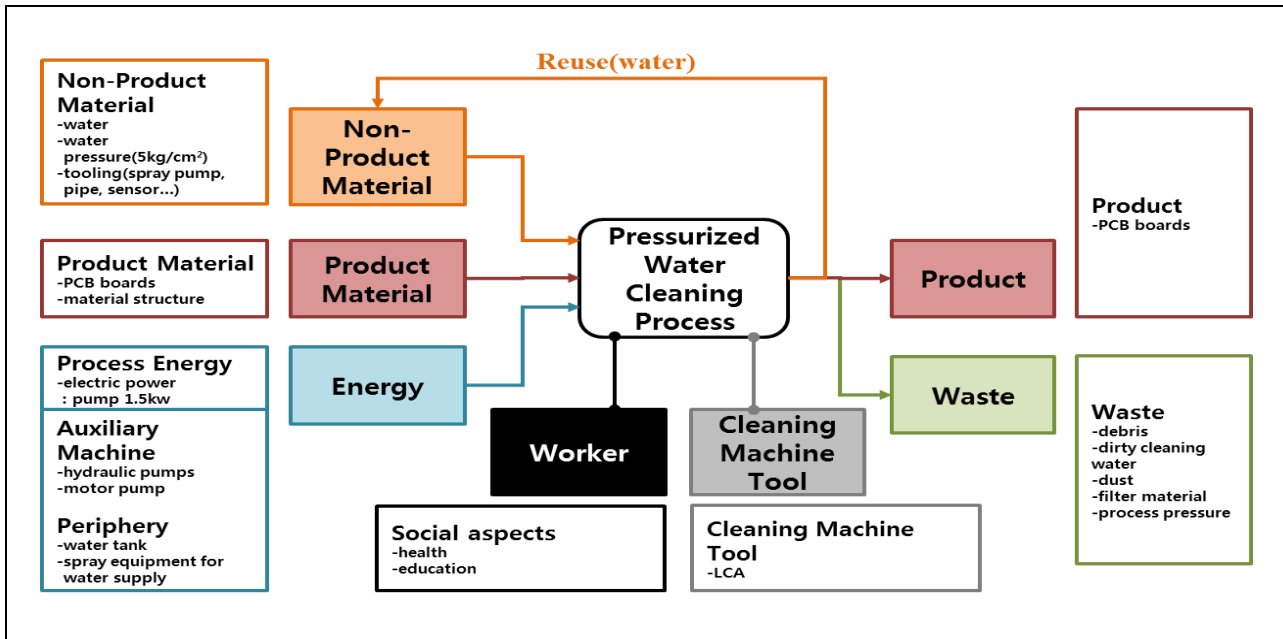 Reuse(water)
Non-Product
Material
-water
-water
pressure(5kg/cm²)
-tooling(spray pump,
pipe, sensor...)
Non-
Product
Material
Product Material
-PCB boards
-material structure
Product
Material
Process Energy
-electric power
: pump 1.5kw
Auxiliary
Machine
-hydraulic pumps
-motor pump
Periphery
-water tank
-spray equipment for
water supply
Energy
Pressurized
Water
Cleaning
Process
Worker
Cleaning
Machine
Tool
Social aspects
-health
-education
Cleaning Machine
Tool
-LCA
Product
Waste
Product
-PCB boards
Waste
-debris
-dirty cleaning
water
-dust
-filter material
-process pressure